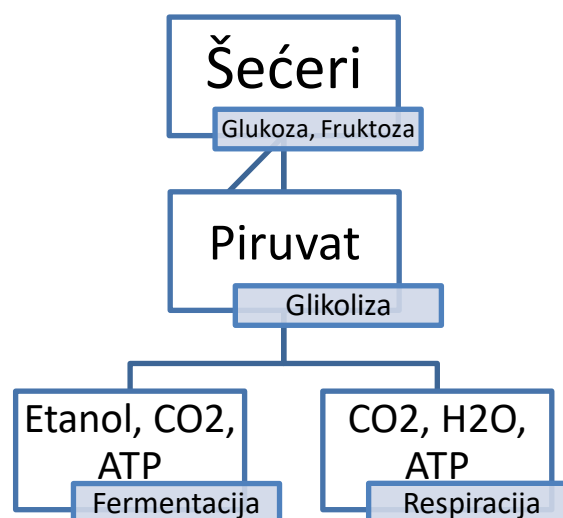 Šećeri
Glukoza, Fruktoza
Piruvat
Glikoliza
Etanol, CO2,
ATP
Fermentacija
CO2, H2O,
ATP
Respiracija